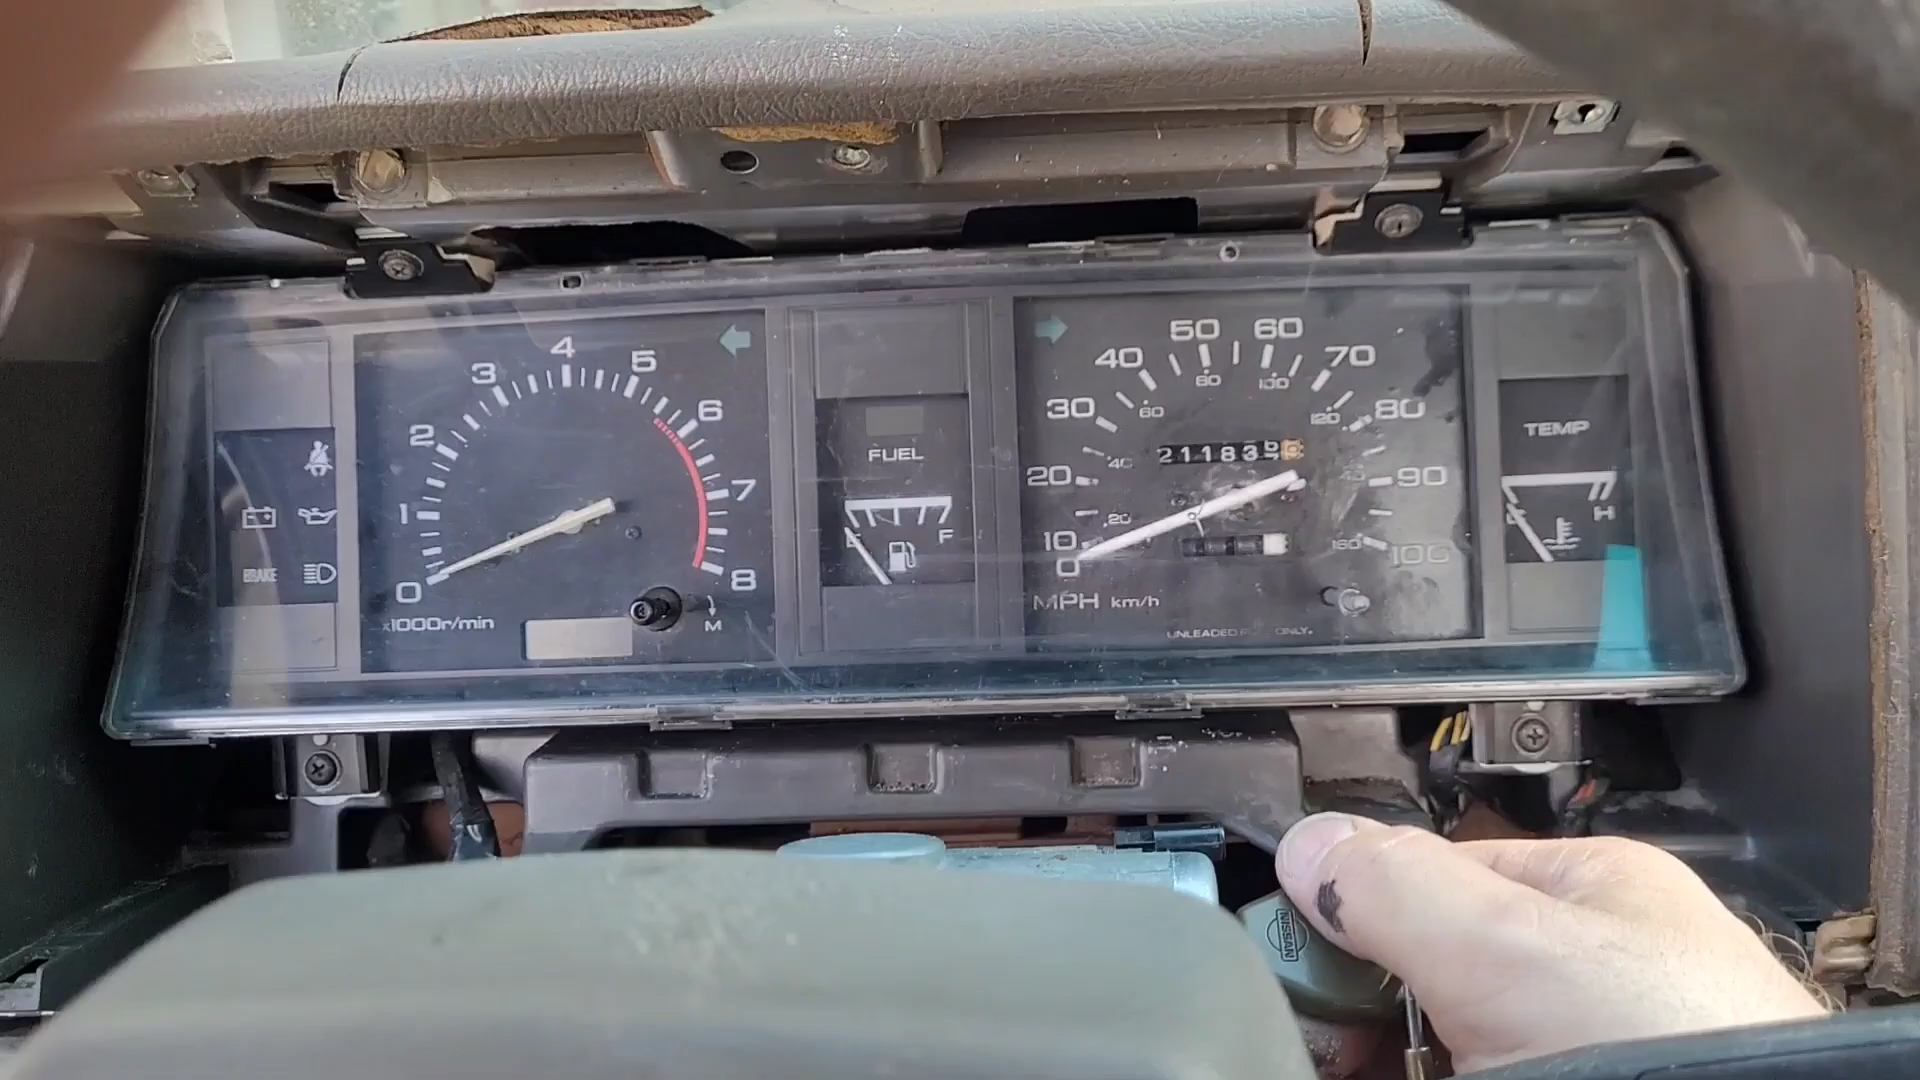 4
3 5
2 6
1 7
0 8
x1000r/min
M
BRAKE
FUEL
E F
50 60
40 70
30 80
20 90
10 100
0
80 100
60 120
40
20 160
21183
MPH km/h
UNLEADED ONLY.
TEMP
H
NISSAN